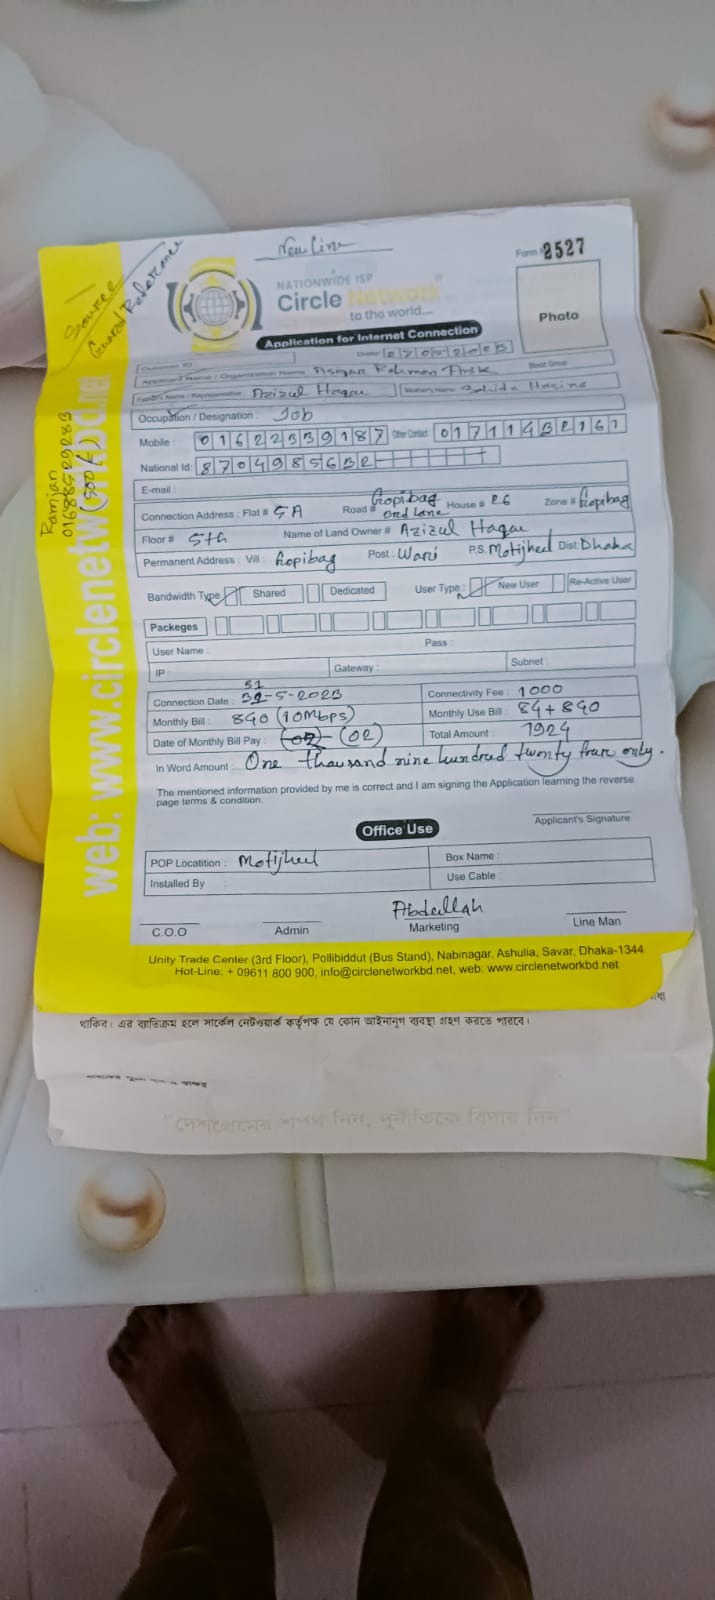 New line
Form # 2527
Source
General Reference
NATIONWIDE ISP
Circle Network
to the world....
Photo
Application for Internet Connection
Customer ID
Date:
Blood Group
Applicant Name / Organization Name Rahman
Azizul Haque Mother's Name Hasina
Occupation / Designation : Job
Mobile : 01622339187 Other Contact 01711432161
National Id: 8704985632
E-mail :
Connection Address : Flat # 5A Road # Gopibag 2nd Lane House # 26 Zone # Gopibag
Floor # 5th Name of Land Owner # Azizul Haque
Permanent Address : Vill : Gopibag Post : Wari P.S. Motijheel Dist Dhaka
Bandwidth Type Shared Dedicated User Type : New User Re-Active User
Packeges
User Name : Pass :
IP : Gateway : Subnet :
31
Connection Date : -5-2023 Connectivity Fee : 1000
Monthly Bill : 840 (10Mbps) Monthly Use Bill : 84 + 840
Date of Monthly Bill Pay : (02) Total Amount : 1924
In Word Amount : One thousand nine hundred twenty four only.
The mentioned information provided by me is correct and I am signing the Application learning the reverse
page terms & condition.
Applicant's Signature
Office Use
POP Locatition : Motijheel Box Name :
Installed By : Use Cable :
Abdullah
C.O.O Admin Marketing Line Man
Unity Trade Center (3rd Floor), Pollibiddut (Bus Stand), Nabinagar, Ashulia, Savar, Dhaka-1344
Hot-Line: + 09611 800 900, info@circlenetworkbd.net, web: www.circlenetworkbd.net
web: www.circlenetworkbd.net
Ramjan
01688529283
(500৳)
থাকিব। এর ব্যতিক্রম হলে সার্কেল নেটওয়ার্ক কর্তৃপক্ষ যে কোন আইনানুগ ব্যবস্থা গ্রহণ করতে পারবে।
"দেশপ্রেমের শপথ নিন, দুর্নীতিকে বিদায় দিন"